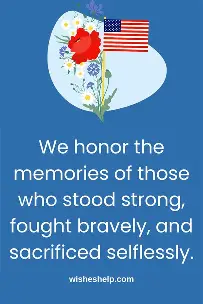 We honor the
memories of those
who stood strong,
fought bravely, and
sacrificed selflessly.
wisheshelp.com